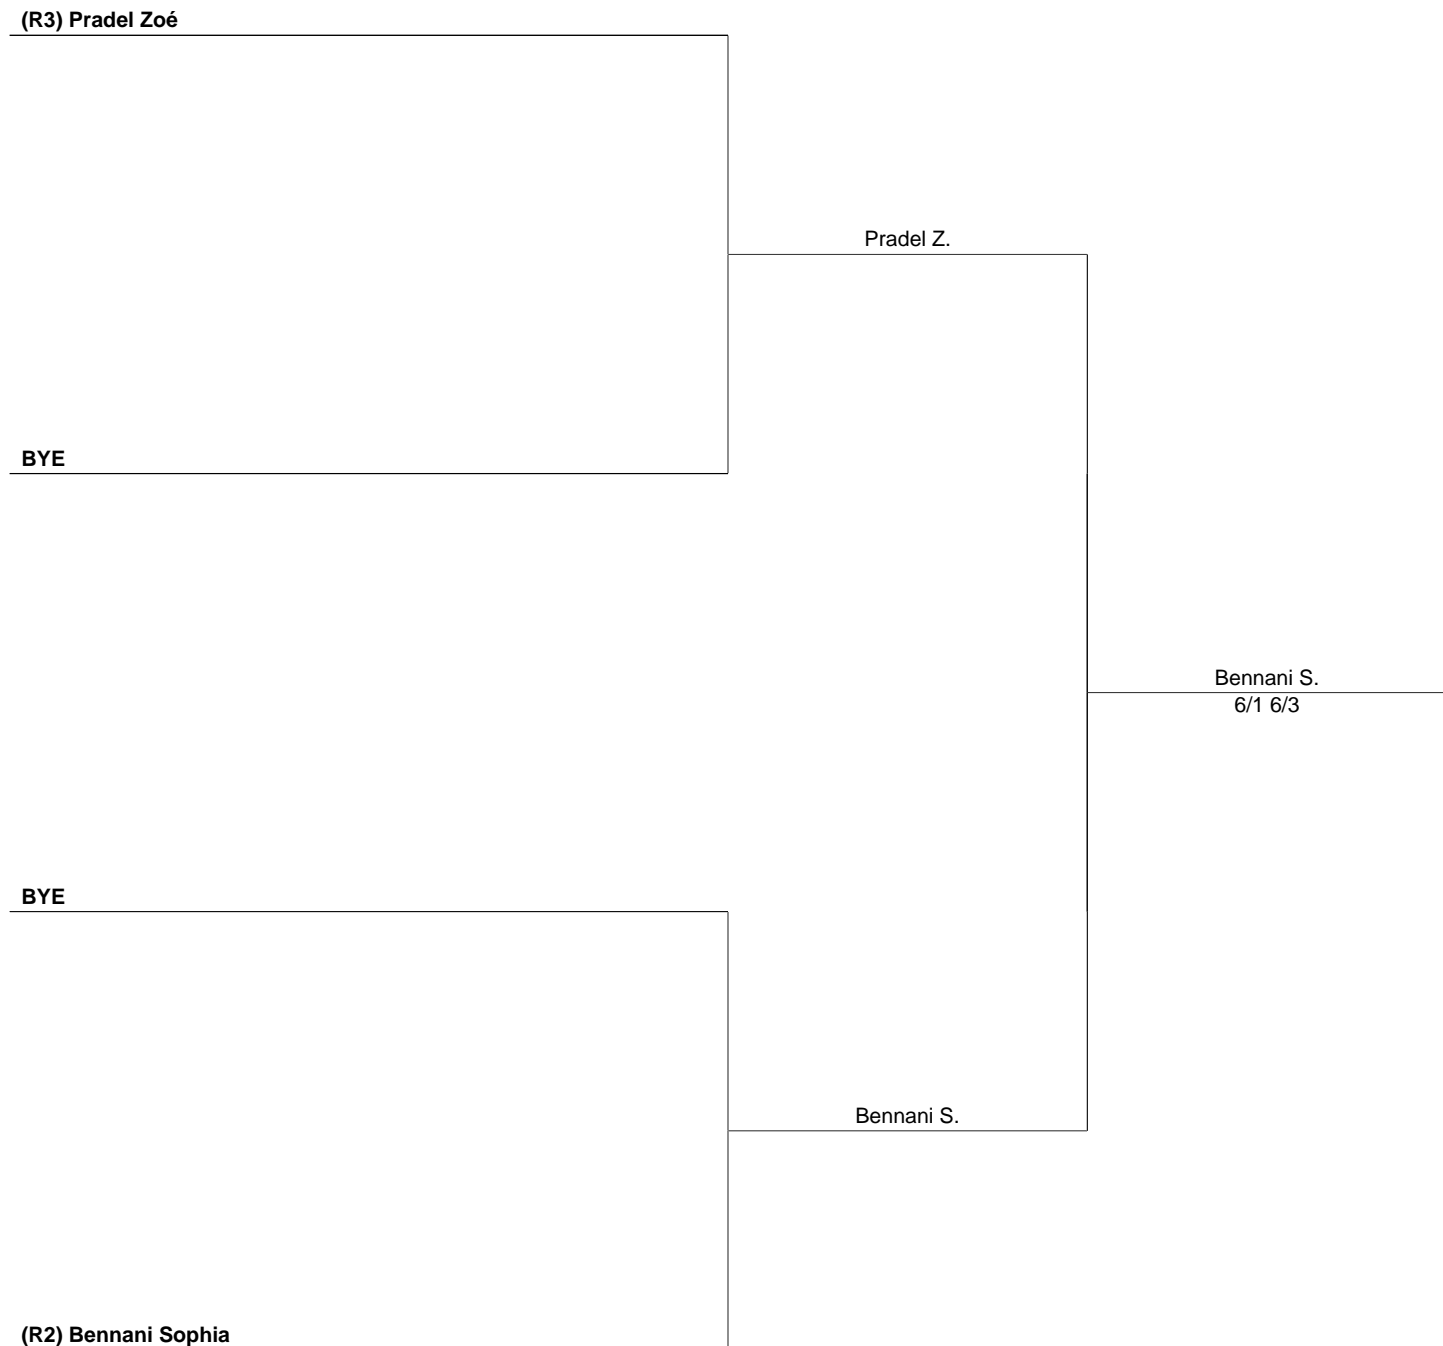 (R3) Pradel Zoé
Pradel Z.
BYE
Bennani S.
6/1 6/3
BYE
Bennani S.
(R2) Bennani Sophia